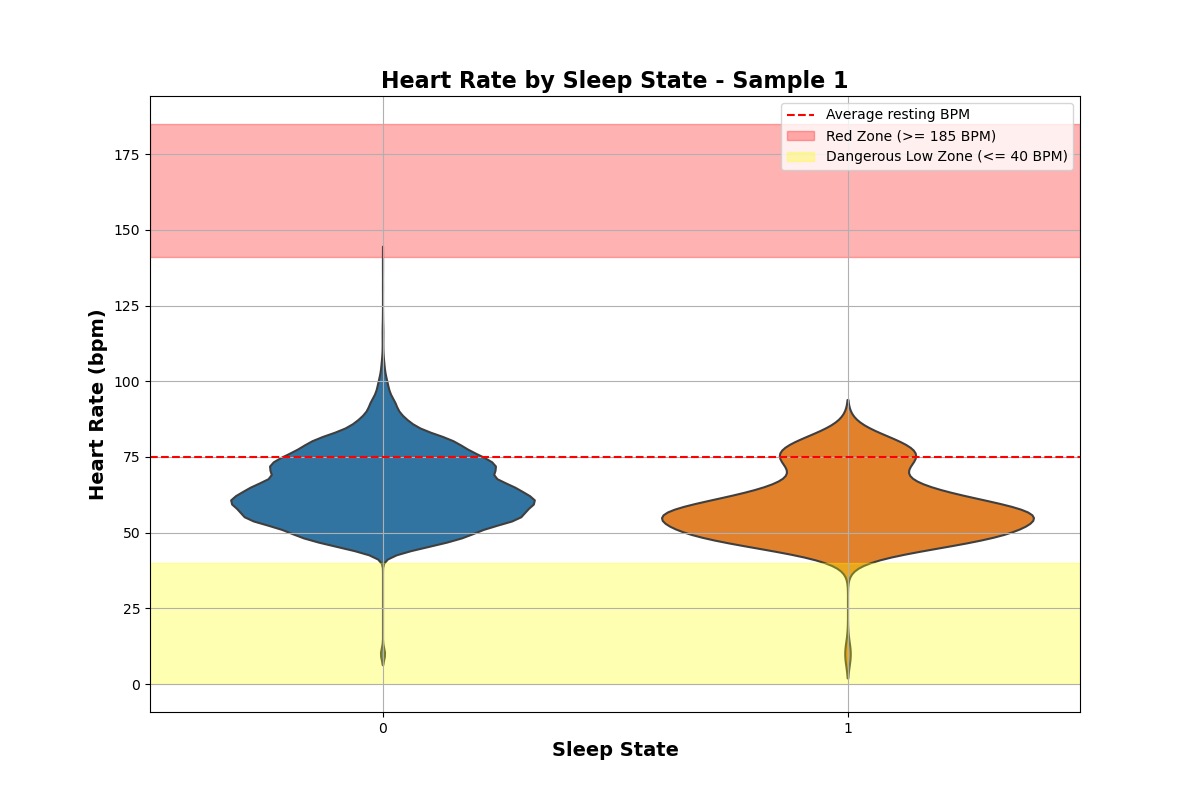 Heart Rate by Sleep State - Sample 1
Average resting BPM
Red Zone (>= 185 BPM)
Dangerous Low Zone (<= 40 BPM)
Heart Rate (bpm)
175
150
125
100
75
50
25
0
0
1
Sleep State